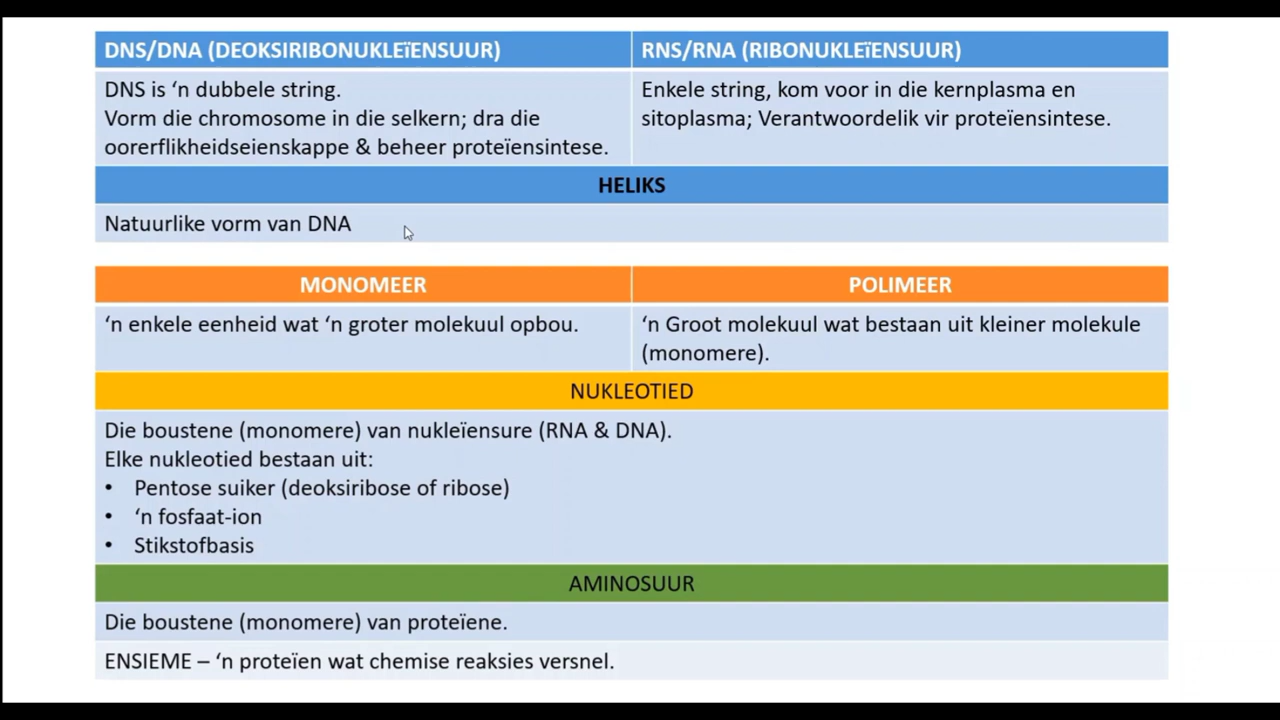 DNS/DNA (DEOKSIRIBONUKLEÏENSUUR)
RNS/RNA (RIBONUKLEÏENSUUR)
DNS is ‘n dubbele string.
Vorm die chromosome in die selkern; dra die
oorerflikheidseienskappe & beheer proteïensintese.
Enkele string, kom voor in die kernplasma en
sitoplasma; Verantwoordelik vir proteïensintese.
HELIKS
Natuurlike vorm van DNA
MONOMEER
POLIMEER
‘n enkele eenheid wat ‘n groter molekuul opbou.
‘n Groot molekuul wat bestaan uit kleiner molekule
(monomere).
NUKLEOTIED
Die boustene (monomere) van nukleïensure (RNA & DNA).
Elke nukleotied bestaan uit:
• Pentose suiker (deoksiribose of ribose)
• ‘n fosfaat-ion
• Stikstofbasis
AMINOSUUR
Die boustene (monomere) van proteïene.
ENSIEME – ‘n proteïen wat chemise reaksies versnel.